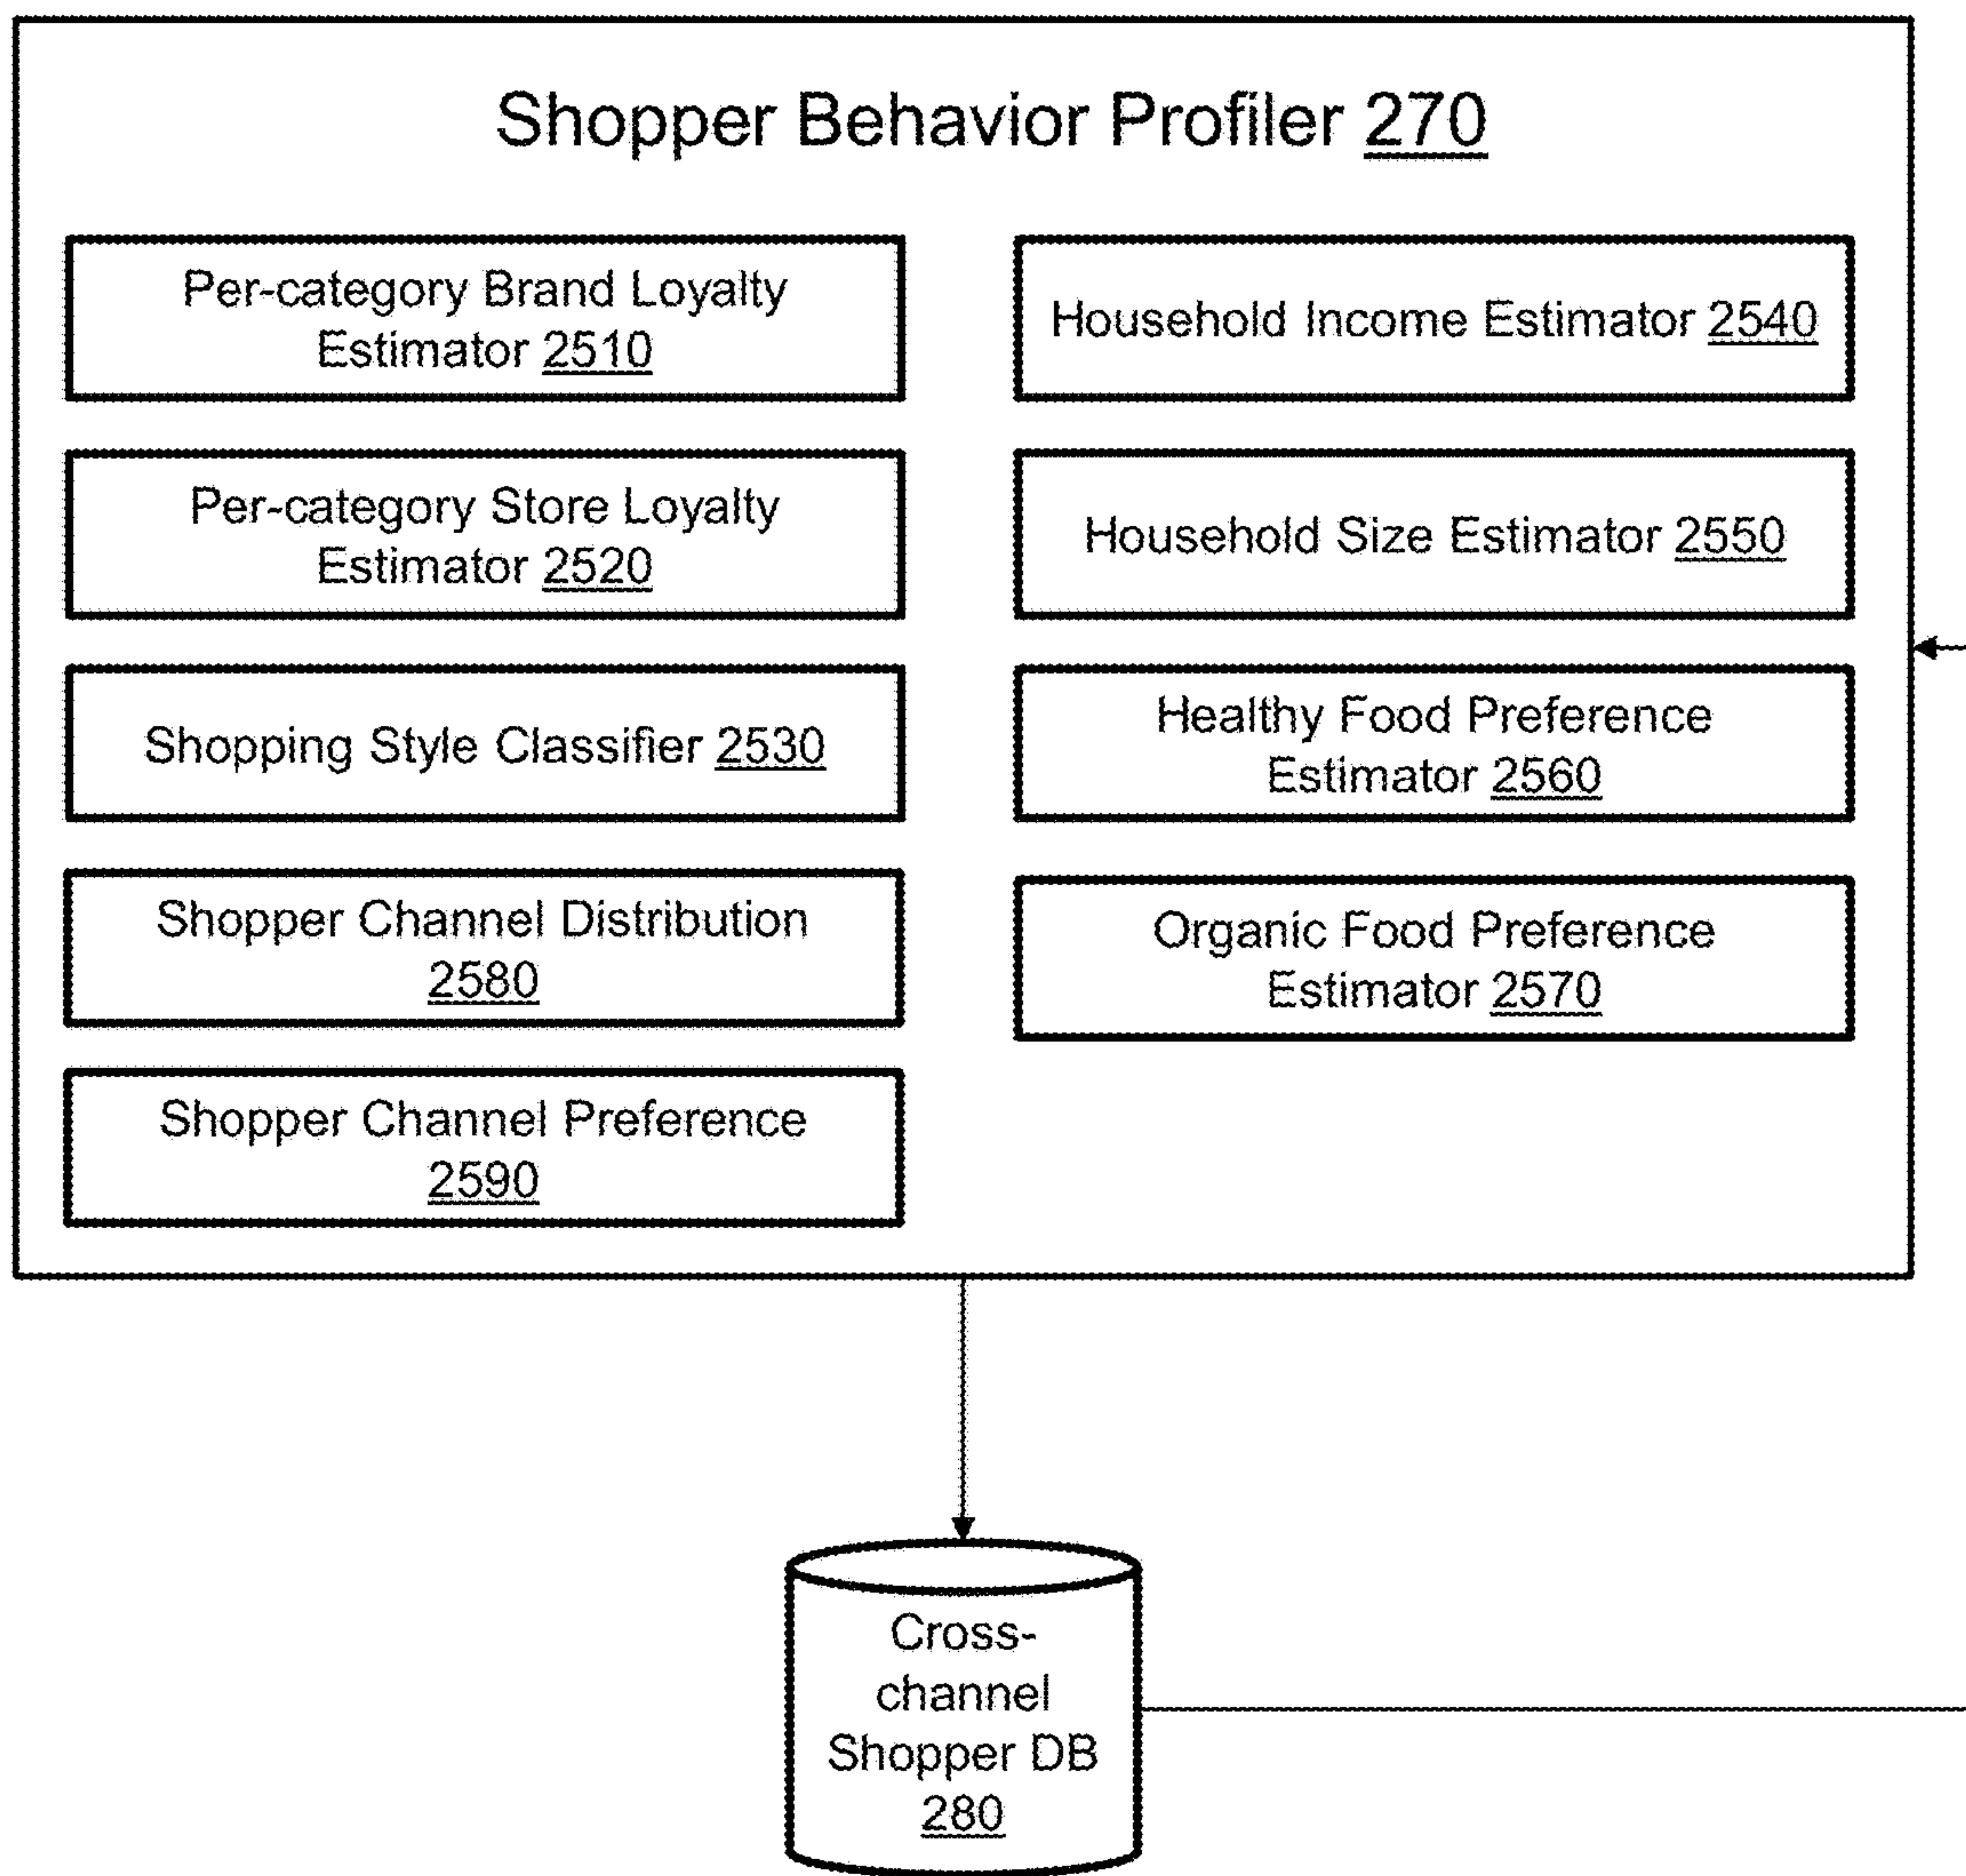 Shopper Behavior Profiler 270
Per-category Brand Loyalty
Estimator 2510
Per-category Store Loyalty
Estimator 2520
Shopping Style Classifier 2530
Shopper Channel Distribution
2580
Shopper Channel Preference
2590
Household Income Estimator 2540
Household Size Estimator 2550
Healthy Food Preference
Estimator 2560
Organic Food Preference
Estimator 2570
Cross-
channel
Shopper DB
280